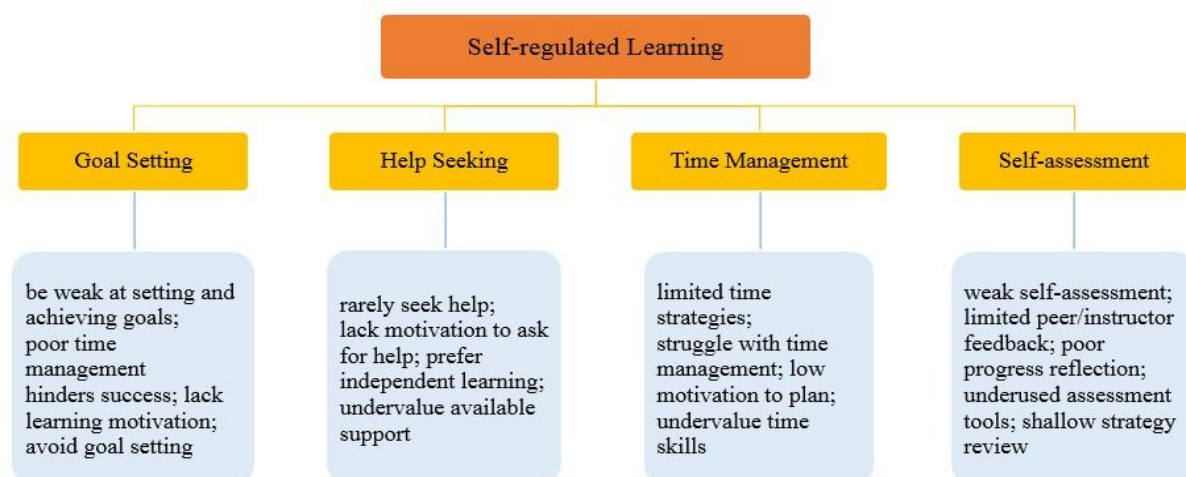 Self-regulated Learning
Goal Setting
Help Seeking
Time Management
Self-assessment
be weak at setting and
achieving goals;
poor time
management
hinders success; lack
learning motivation;
avoid goal setting
rarely seek help;
lack motivation to ask
for help; prefer
independent learning;
undervalue available
support
limited time
strategies;
struggle with time
management; low
motivation to plan;
undervalue time
skills
weak self-assessment;
limited peer/instructor
feedback; poor
progress reflection;
underused assessment
tools; shallow strategy
review